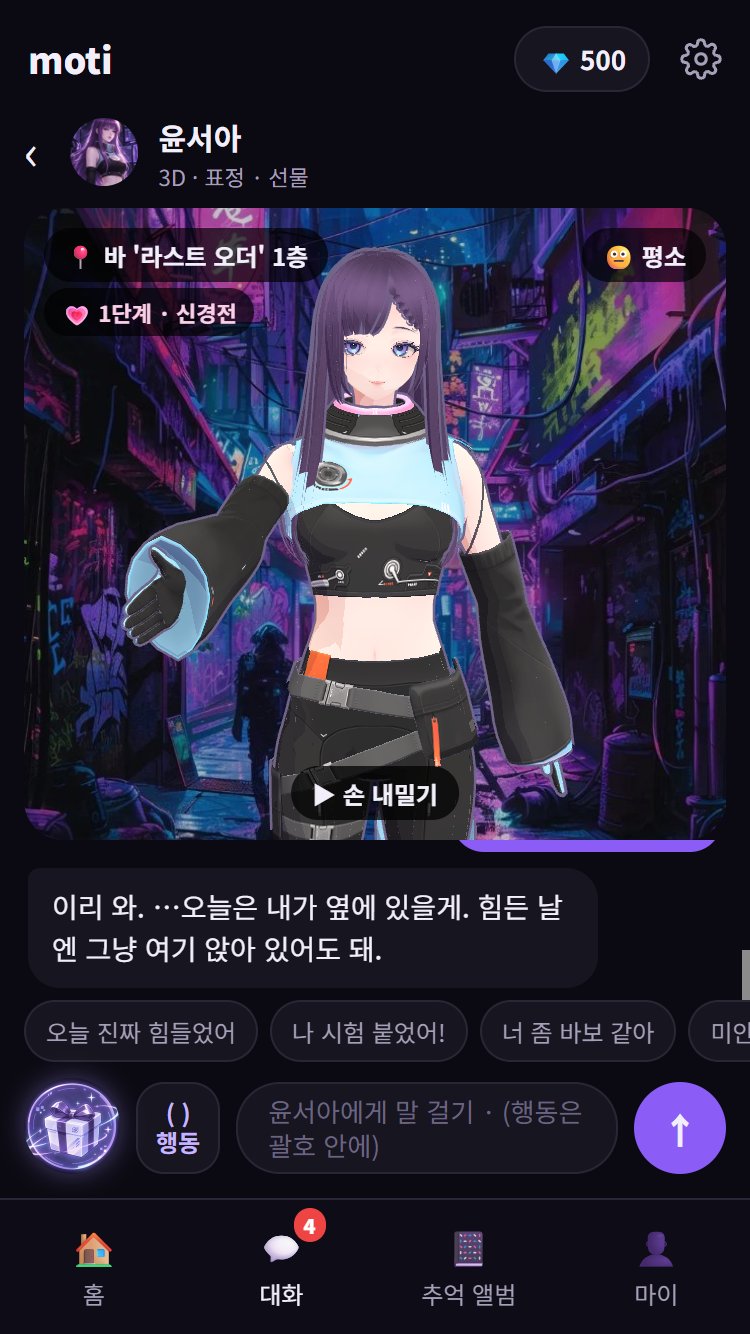 moti
500
윤서아
3D · 표정 · 선물
바 '라스트 오더' 1층
평소
1단계 · 신경전
손 내밀기
이리 와. …오늘은 내가 옆에 있을게. 힘든 날
엔 그냥 여기 앉아 있어도 돼.
오늘 진짜 힘들었어
나 시험 붙었어!
너 좀 바보 같아
미안
( )
행동
윤서아에게 말 걸기 · (행동은
괄호 안에)
4
홈
대화
추억 앨범
마이